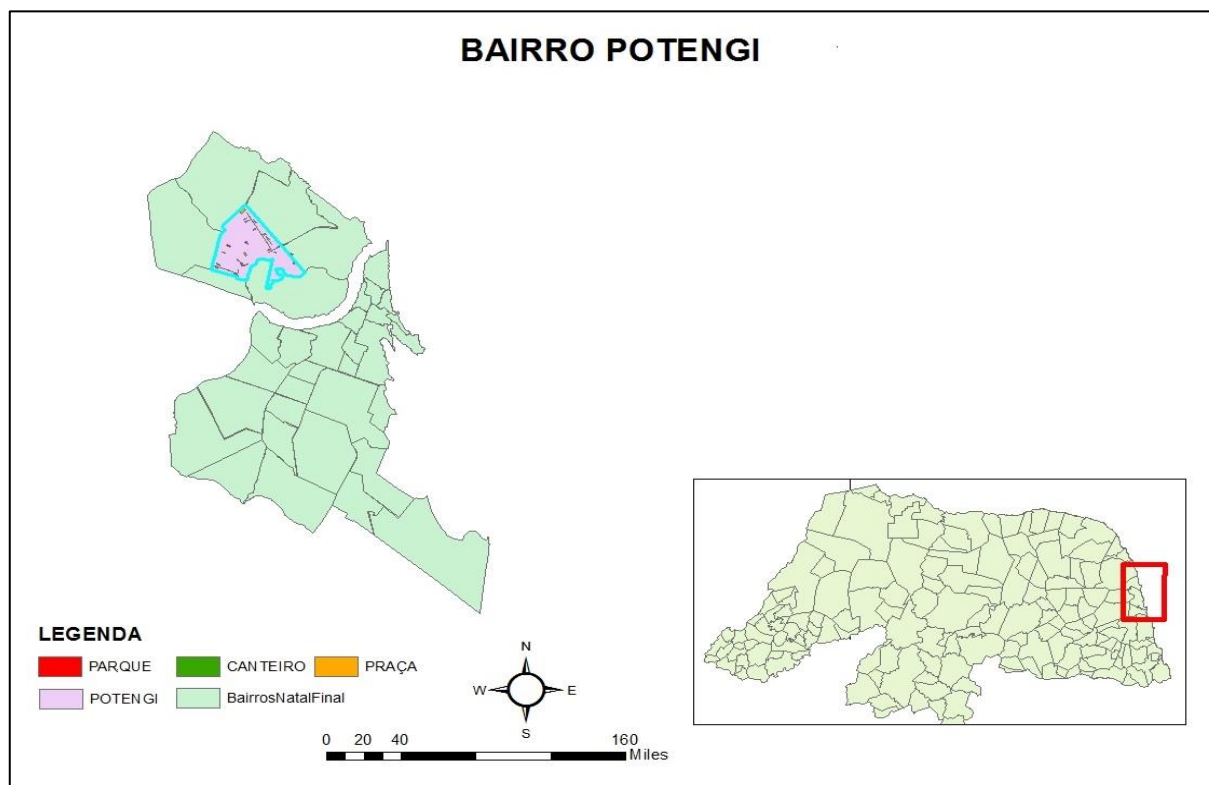 BAIRRO POTENGI
LEGENDA
PARQUE CANTEIRO PRAÇA
POTENGI BairrosNatalFinal
N
W E
S
0 20 40 160
Miles